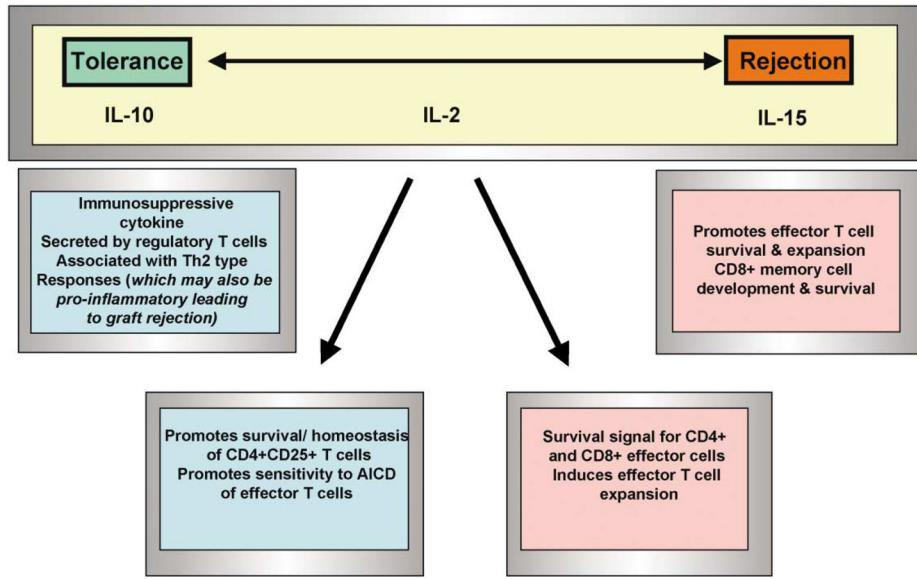 Tolerance
Rejection
IL-10
IL-2
IL-15
Immunosuppressive
cytokine
Secreted by regulatory T cells
Associated with Th2 type
Responses (which may also be
pro-inflammatory leading
to graft rejection)
Promotes effector T cell
survival & expansion
CD8+ memory cell
development & survival
Promotes survival/ homeostasis
of CD4+CD25+ T cells
Promotes sensitivity to AICD
of effector T cells
Survival signal for CD4+
and CD8+ effector cells
Induces effector T cell
expansion